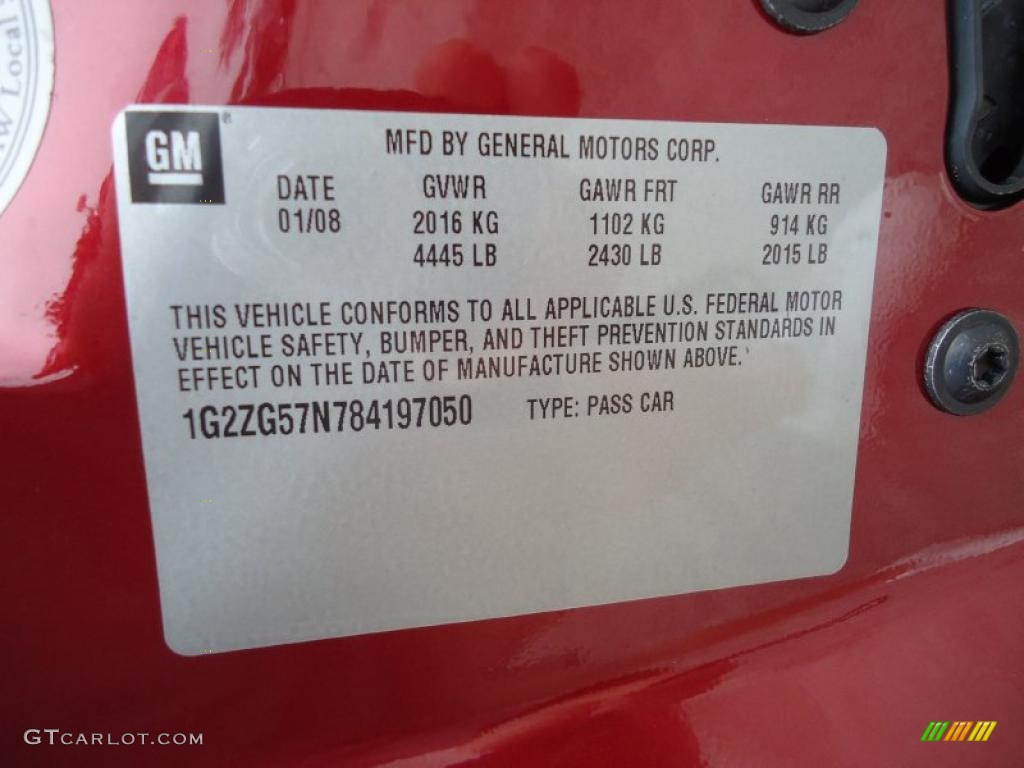 W Local
GM®
MFD BY GENERAL MOTORS CORP.
DATE GVWR GAWR FRT GAWR RR
01/08 2016 KG 1102 KG 914 KG
4445 LB 2430 LB 2015 LB
THIS VEHICLE CONFORMS TO ALL APPLICABLE U.S. FEDERAL MOTOR
VEHICLE SAFETY, BUMPER, AND THEFT PREVENTION STANDARDS IN
EFFECT ON THE DATE OF MANUFACTURE SHOWN ABOVE.
1G2ZG57N784197050 TYPE: PASS CAR
GTCARLOT.COM